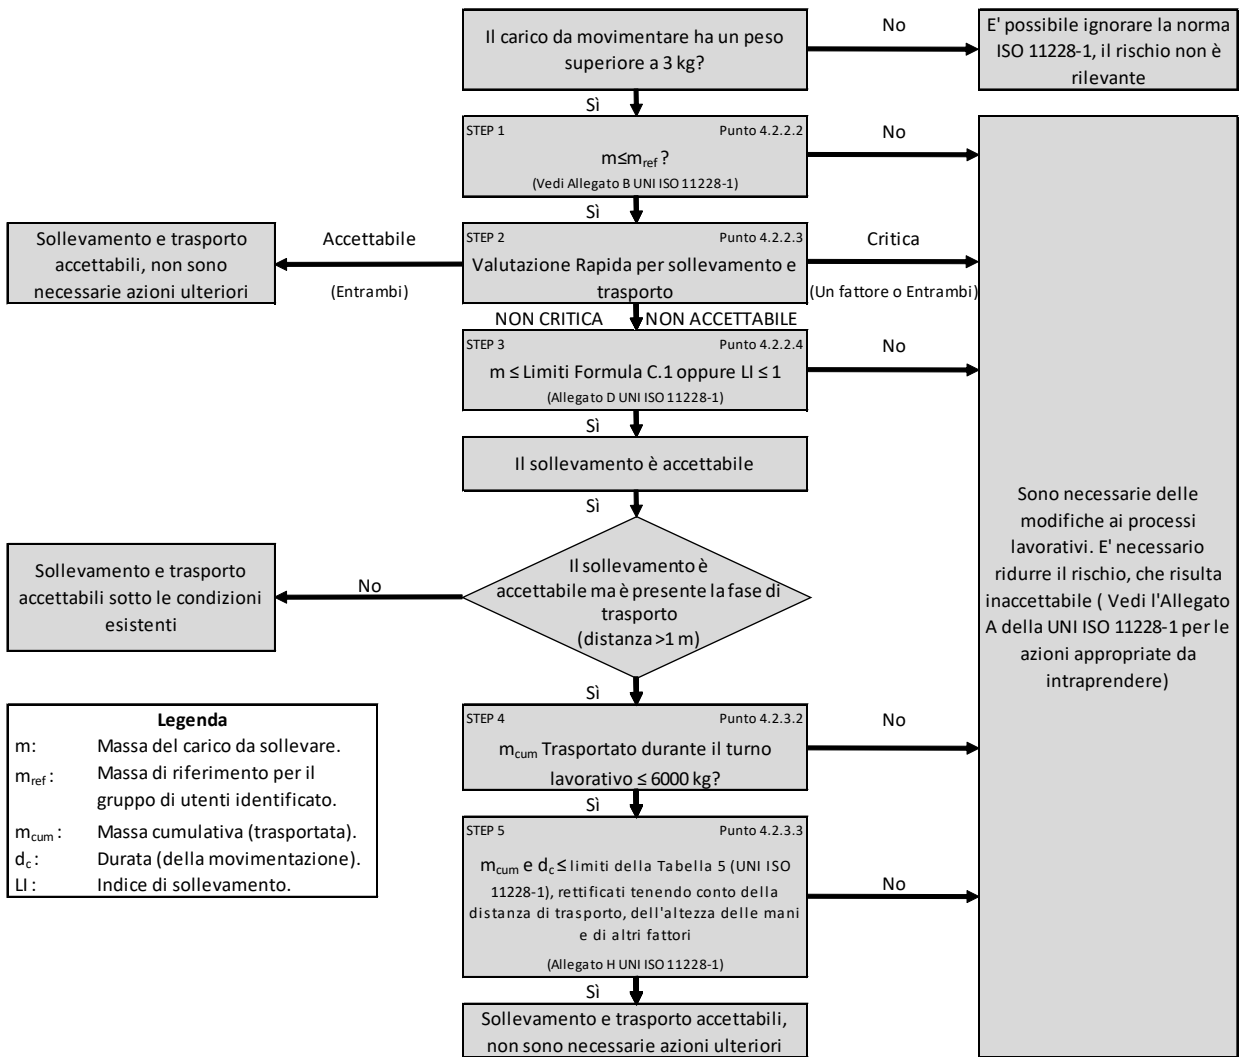 Il carico da movimentare ha un peso
superiore a 3 kg?
No
E' possibile ignorare la norma
ISO 11228-1, il rischio non è
rilevante
Sì
STEP 1 Punto 4.2.2.2
m≤mref ?
(Vedi Allegato B UNI ISO 11228-1)
No
Sì
Sollevamento e trasporto
accettabili, non sono
necessarie azioni ulteriori
Accettabile
(Entrambi)
STEP 2 Punto 4.2.2.3
Valutazione Rapida per sollevamento e
trasporto
Critica
(Un fattore o Entrambi)
NON CRITICA NON ACCETTABILE
STEP 3 Punto 4.2.2.4
m ≤ Limiti Formula C.1 oppure LI ≤ 1
(Allegato D UNI ISO 11228-1)
No
Sì
Il sollevamento è accettabile
Sì
Il sollevamento è
accettabile ma è presente la fase di
trasporto
(distanza >1 m)
No
Sollevamento e trasporto
accettabili sotto le condizioni
esistenti
Sono necessarie delle
modifiche ai processi
lavorativi. E' necessario
ridurre il rischio, che risulta
inaccettabile ( Vedi l'Allegato
A della UNI ISO 11228-1 per le
azioni appropriate da
intraprendere)
Sì
STEP 4 Punto 4.2.3.2
mcum Trasportato durante il turno
lavorativo ≤ 6000 kg?
No
Sì
STEP 5 Punto 4.2.3.3
mcum e dc ≤ limiti della Tabella 5 (UNI ISO
11228-1), rettificati tenendo conto della
distanza di trasporto, dell'altezza delle mani
e di altri fattori
(Allegato H UNI ISO 11228-1)
No
Sì
Sollevamento e trasporto accettabili,
non sono necessarie azioni ulteriori
Legenda
m: Massa del carico da sollevare.
mref : Massa di riferimento per il
gruppo di utenti identificato.
mcum : Massa cumulativa (trasportata).
dc : Durata (della movimentazione).
LI : Indice di sollevamento.